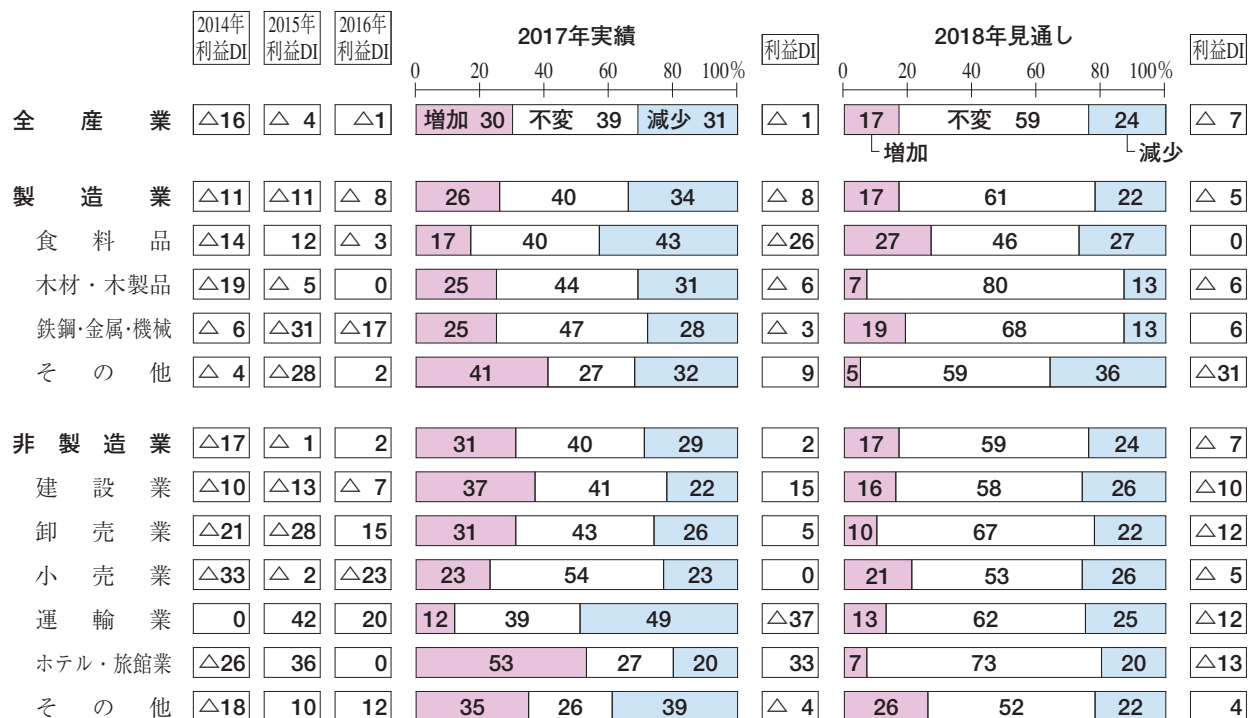 2014年 2015年 2016年
利益DI 利益DI 利益DI 2017年実績 利益DI 2018年見通し 利益DI
0 20 40 60 80 100% 0 20 40 60 80 100%
全産業 △16 △ 4 △1 増加 30 不変 39 減少 31 △ 1 17 不変 59 24 △ 7
増加 減少
製造業 △11 △11 △ 8 26 40 34 △ 8 17 61 22 △ 5
食料品 △14 12 △ 3 17 40 43 △26 27 46 27 0
木材・木製品 △19 △ 5 0 25 44 31 △ 6 7 80 13 △ 6
鉄鋼・金属・機械 △ 6 △31 △17 25 47 28 △ 3 19 68 13 6
その他 △ 4 △28 2 41 27 32 9 5 59 36 △31
非製造業 △17 △ 1 2 31 40 29 2 17 59 24 △ 7
建設業 △10 △13 △ 7 37 41 22 15 16 58 26 △10
卸売業 △21 △28 15 31 43 26 5 10 67 22 △12
小売業 △33 △ 2 △23 23 54 23 0 21 53 26 △ 5
運輸業 0 42 20 12 39 49 △37 13 62 25 △12
ホテル・旅館業 △26 36 0 53 27 20 33 7 73 20 △13
その他 △18 10 12 35 26 39 △ 4 26 52 22 4